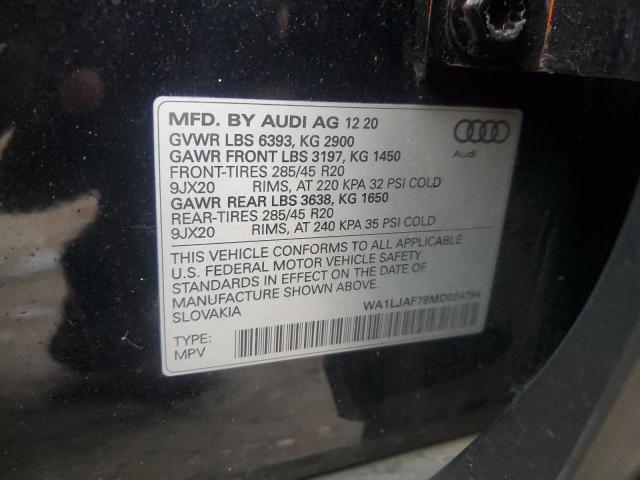 MFD. BY AUDI AG 12 20
GVWR LBS 6393, KG 2900
GAWR FRONT LBS 3197, KG 1450
FRONT-TIRES 285/45 R20
9JX20 RIMS, AT 220 KPA 32 PSI COLD
GAWR REAR LBS 3638, KG 1650
REAR-TIRES 285/45 R20
9JX20 RIMS, AT 240 KPA 35 PSI COLD
Audi
THIS VEHICLE CONFORMS TO ALL APPLICABLE
U.S. FEDERAL MOTOR VEHICLE SAFETY
STANDARDS IN EFFECT ON THE DATE OF
MANUFACTURE SHOWN ABOVE.
SLOVAKIA
WA1LJAF79MD024794
TYPE:
MPV